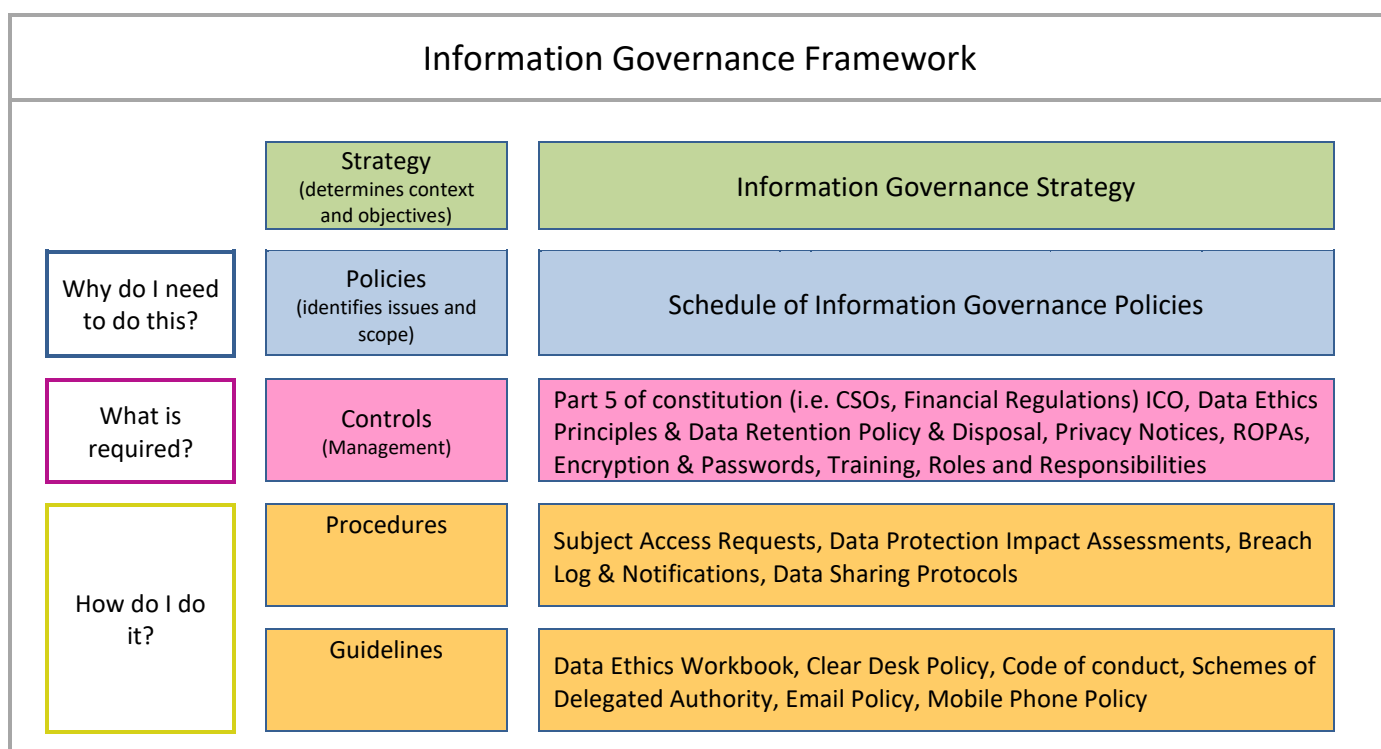 Information Governance Framework
Strategy
(determines context
and objectives)
Information Governance Strategy
Why do I need
to do this?
Policies
(identifies issues and
scope)
Schedule of Information Governance Policies
What is
required?
Controls
(Management)
Part 5 of constitution (i.e. CSOs, Financial Regulations) ICO, Data Ethics
Principles & Data Retention Policy & Disposal, Privacy Notices, ROPAs,
Encryption & Passwords, Training, Roles and Responsibilities
How do I do
it?
Procedures
Subject Access Requests, Data Protection Impact Assessments, Breach
Log & Notifications, Data Sharing Protocols
Guidelines
Data Ethics Workbook, Clear Desk Policy, Code of conduct, Schemes of
Delegated Authority, Email Policy, Mobile Phone Policy